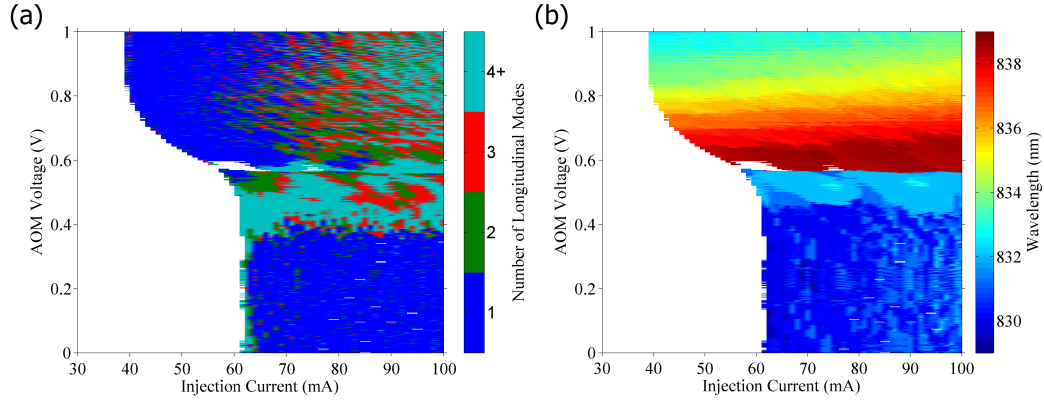 (a)
AOM Voltage (V)
1
0.8
0.6
0.4
0.2
0
30 40 50 60 70 80 90 100
Injection Current (mA)
4+
3
2
1
Number of Longitudinal Modes
(b)
AOM Voltage (V)
1
0.8
0.6
0.4
0.2
0
30 40 50 60 70 80 90 100
Injection Current (mA)
838
836
834
832
830
Wavelength (nm)